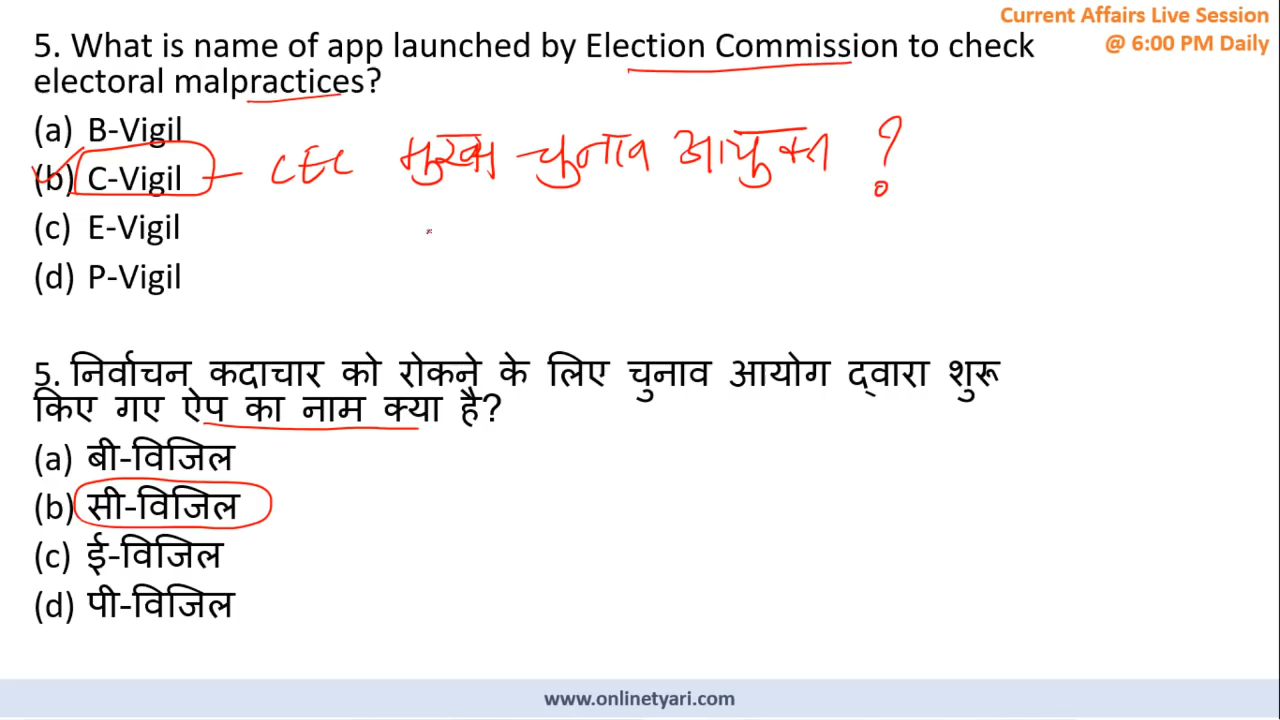 Current Affairs Live Session
@ 6:00 PM Daily
5. What is name of app launched by Election Commission to check
electoral malpractices?
(a) B-Vigil
(b) C-Vigil - CEC मुख्य चुनाव आयुक्त ?
(c) E-Vigil
(d) P-Vigil
5. निर्वाचन कदाचार को रोकने के लिए चुनाव आयोग द्वारा शुरू
किए गए ऐप का नाम क्या है?
(a) बी-विजिल
(b) सी-विजिल
(c) ई-विजिल
(d) पी-विजिल
www.onlinetyari.com